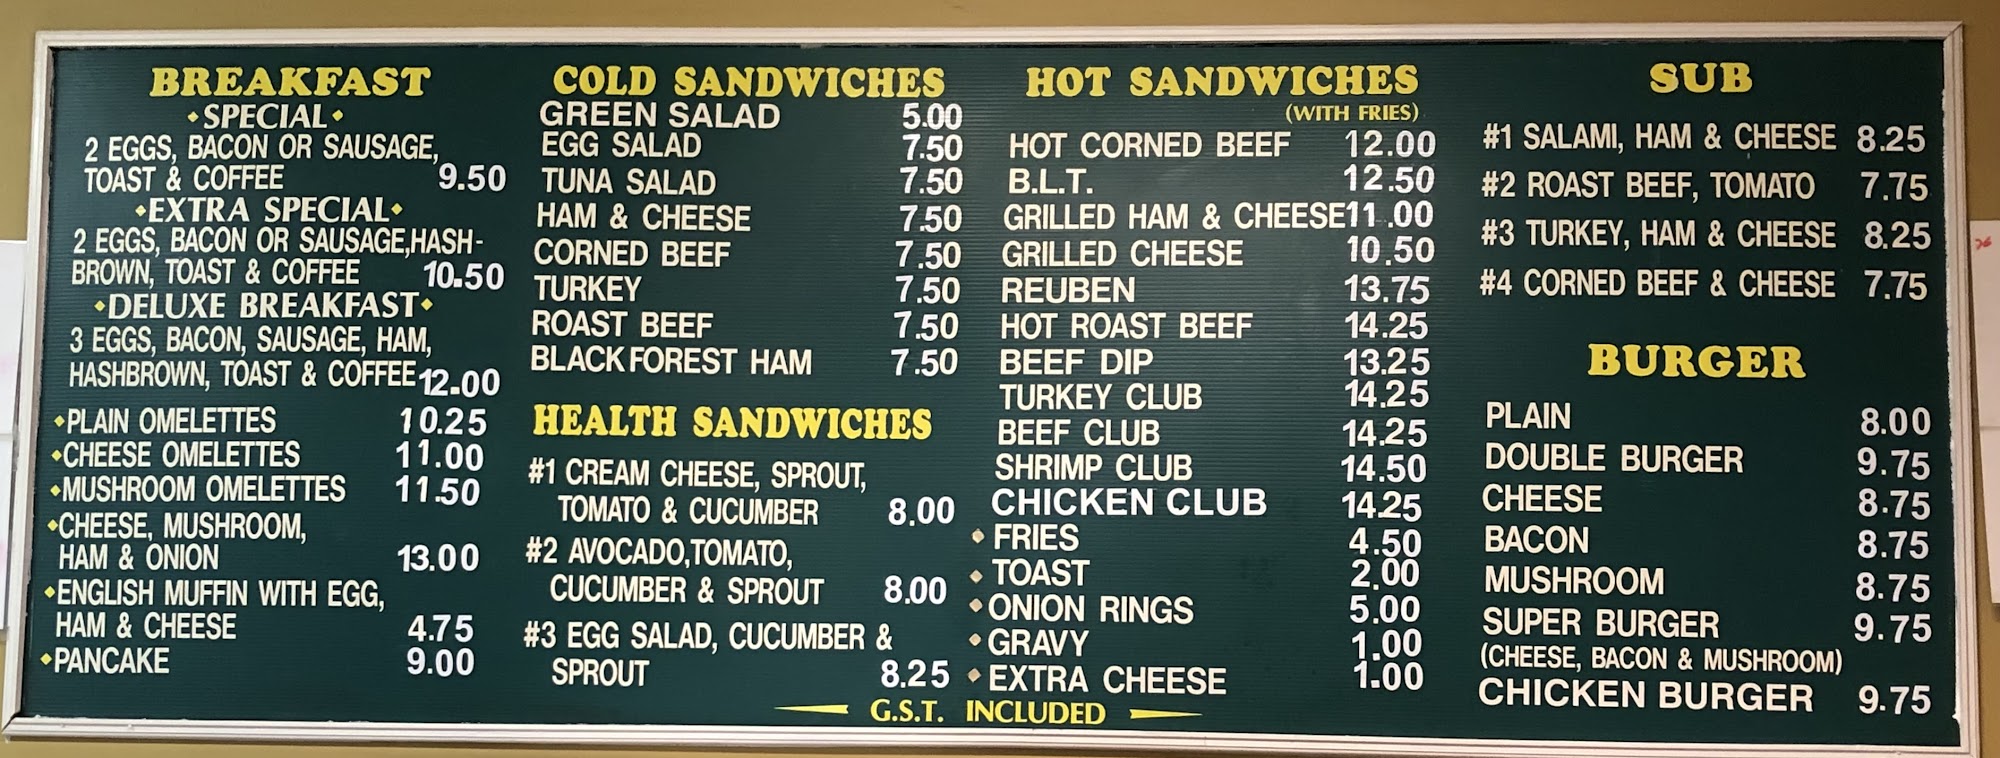 BREAKFAST
SPECIAL
2 EGGS, BACON OR SAUSAGE,
TOAST & COFFEE 9.50
EXTRA SPECIAL
2 EGGS, BACON OR SAUSAGE,HASH-
BROWN, TOAST & COFFEE 10.50
DELUXE BREAKFAST
3 EGGS, BACON, SAUSAGE, HAM,
HASHBROWN, TOAST & COFFEE 12.00
PLAIN OMELETTES 10.25
CHEESE OMELETTES 11.00
MUSHROOM OMELETTES 11.50
CHEESE, MUSHROOM,
HAM & ONION 13.00
ENGLISH MUFFIN WITH EGG,
HAM & CHEESE 4.75
PANCAKE 9.00
COLD SANDWICHES
GREEN SALAD 5.00
EGG SALAD 7.50
TUNA SALAD 7.50
HAM & CHEESE 7.50
CORNED BEEF 7.50
TURKEY 7.50
ROAST BEEF 7.50
BLACK FOREST HAM 7.50
HEALTH SANDWICHES
#1 CREAM CHEESE, SPROUT,
TOMATO & CUCUMBER 8.00
#2 AVOCADO,TOMATO,
CUCUMBER & SPROUT 8.00
#3 EGG SALAD, CUCUMBER &
SPROUT 8.25
HOT SANDWICHES
(WITH FRIES)
HOT CORNED BEEF 12.00
B.L.T. 12.50
GRILLED HAM & CHEESE 11.00
GRILLED CHEESE 10.50
REUBEN 13.75
HOT ROAST BEEF 14.25
BEEF DIP 13.25
TURKEY CLUB 14.25
BEEF CLUB 14.25
SHRIMP CLUB 14.50
CHICKEN CLUB 14.25
FRIES 4.50
TOAST 2.00
ONION RINGS 5.00
GRAVY 1.00
EXTRA CHEESE 1.00
SUB
#1 SALAMI, HAM & CHEESE 8.25
#2 ROAST BEEF, TOMATO 7.75
#3 TURKEY, HAM & CHEESE 8.25
#4 CORNED BEEF & CHEESE 7.75
BURGER
PLAIN 8.00
DOUBLE BURGER 9.75
CHEESE 8.75
BACON 8.75
MUSHROOM 8.75
SUPER BURGER 9.75
(CHEESE, BACON & MUSHROOM)
CHICKEN BURGER 9.75
G.S.T. INCLUDED